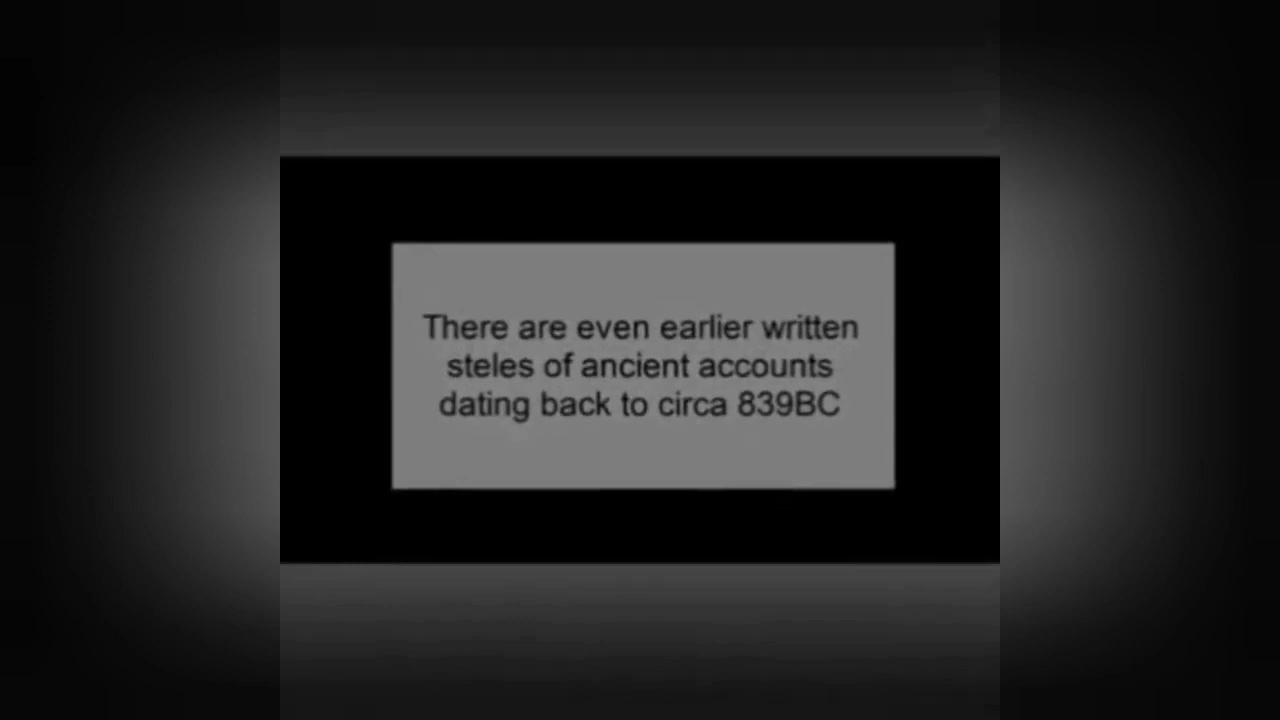 There are even earlier written
steles of ancient accounts
dating back to circa 839BC